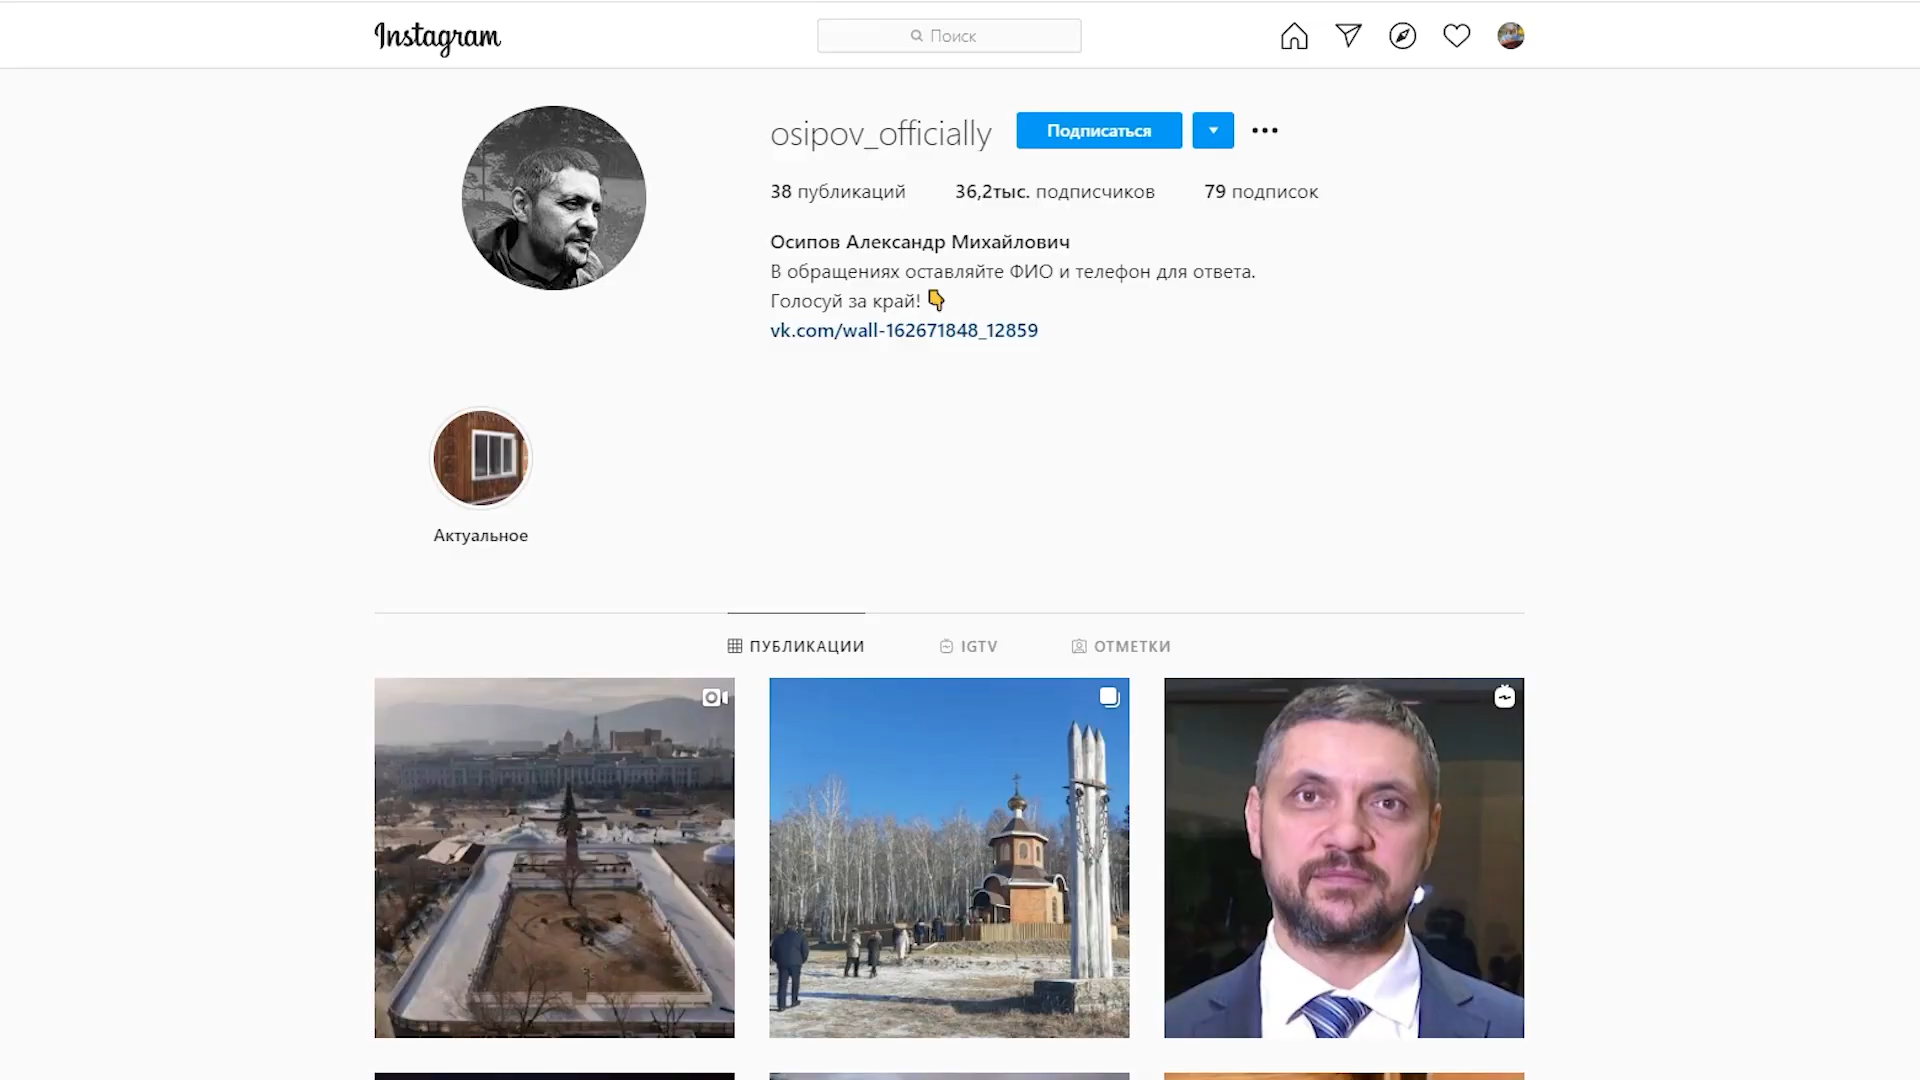 Instagram
Поиск
osipov_officially
Подписаться
38 публикаций 36,2тыс. подписчиков 79 подписок
Осипов Александр Михайлович
В обращениях оставляйте ФИО и телефон для ответа.
Голосуй за край! 👇
vk.com/wall-162671848_12859
Актуальное
ПУБЛИКАЦИИ IGTV ОТМЕТКИ